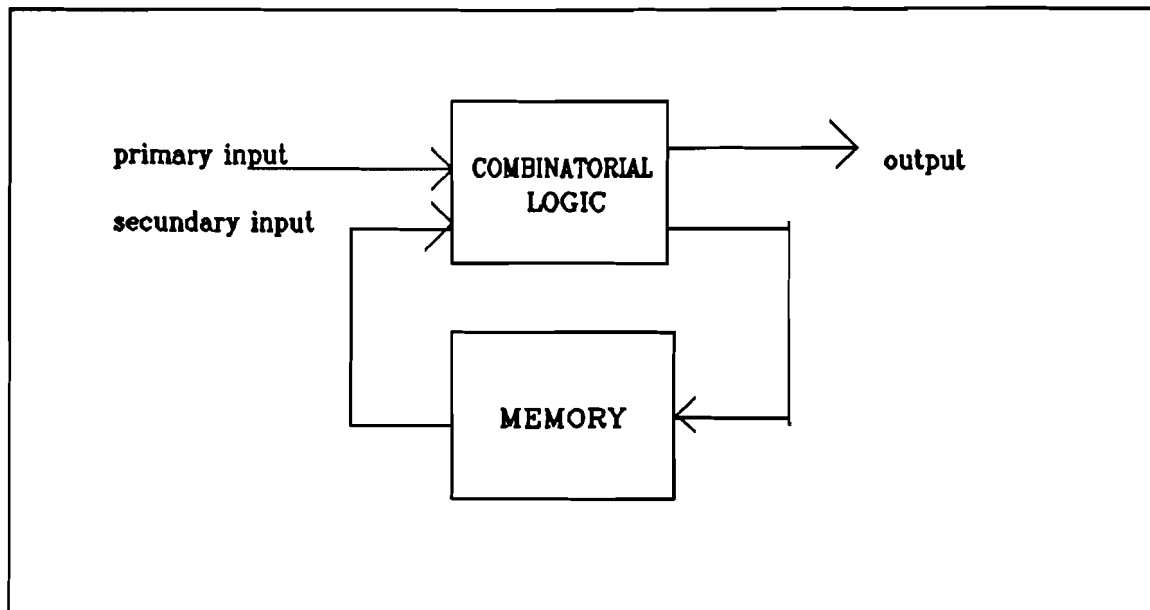 primary input
secundary input
COMBINATORIAL
LOGIC
output
MEMORY